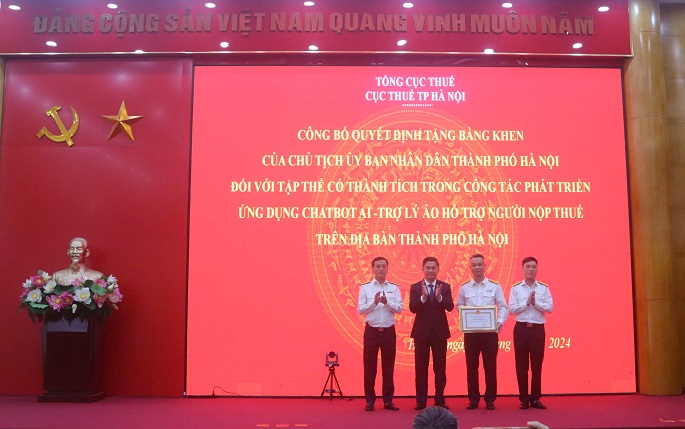 ĐẢNG CỘNG SẢN VIỆT NAM QUANG VINH MUÔN NĂM
TỔNG CỤC THUẾ
CỤC THUẾ TP HÀ NỘI
CÔNG BỐ QUYẾT ĐỊNH TẶNG BẰNG KHEN
CỦA CHỦ TỊCH ỦY BAN NHÂN DÂN THÀNH PHỐ HÀ NỘI
ĐỐI VỚI TẬP THỂ CÓ THÀNH TÍCH TRONG CÔNG TÁC PHÁT TRIỂN
ỨNG DỤNG CHATBOT AI -TRỢ LÝ ẢO HỖ TRỢ NGƯỜI NỘP THUẾ
TRÊN ĐỊA BÀN THÀNH PHỐ HÀ NỘI
2024